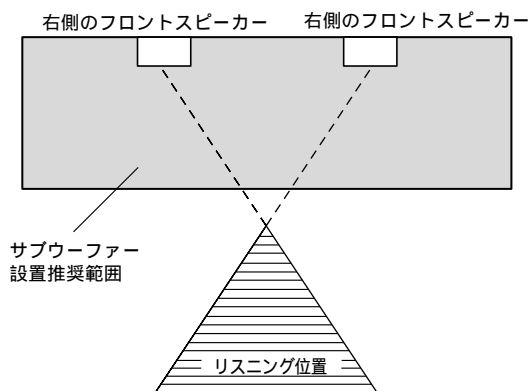 右側のフロントスピーカー
右側のフロントスピーカー
サブウーファー
設置推奨範囲
リスニング位置